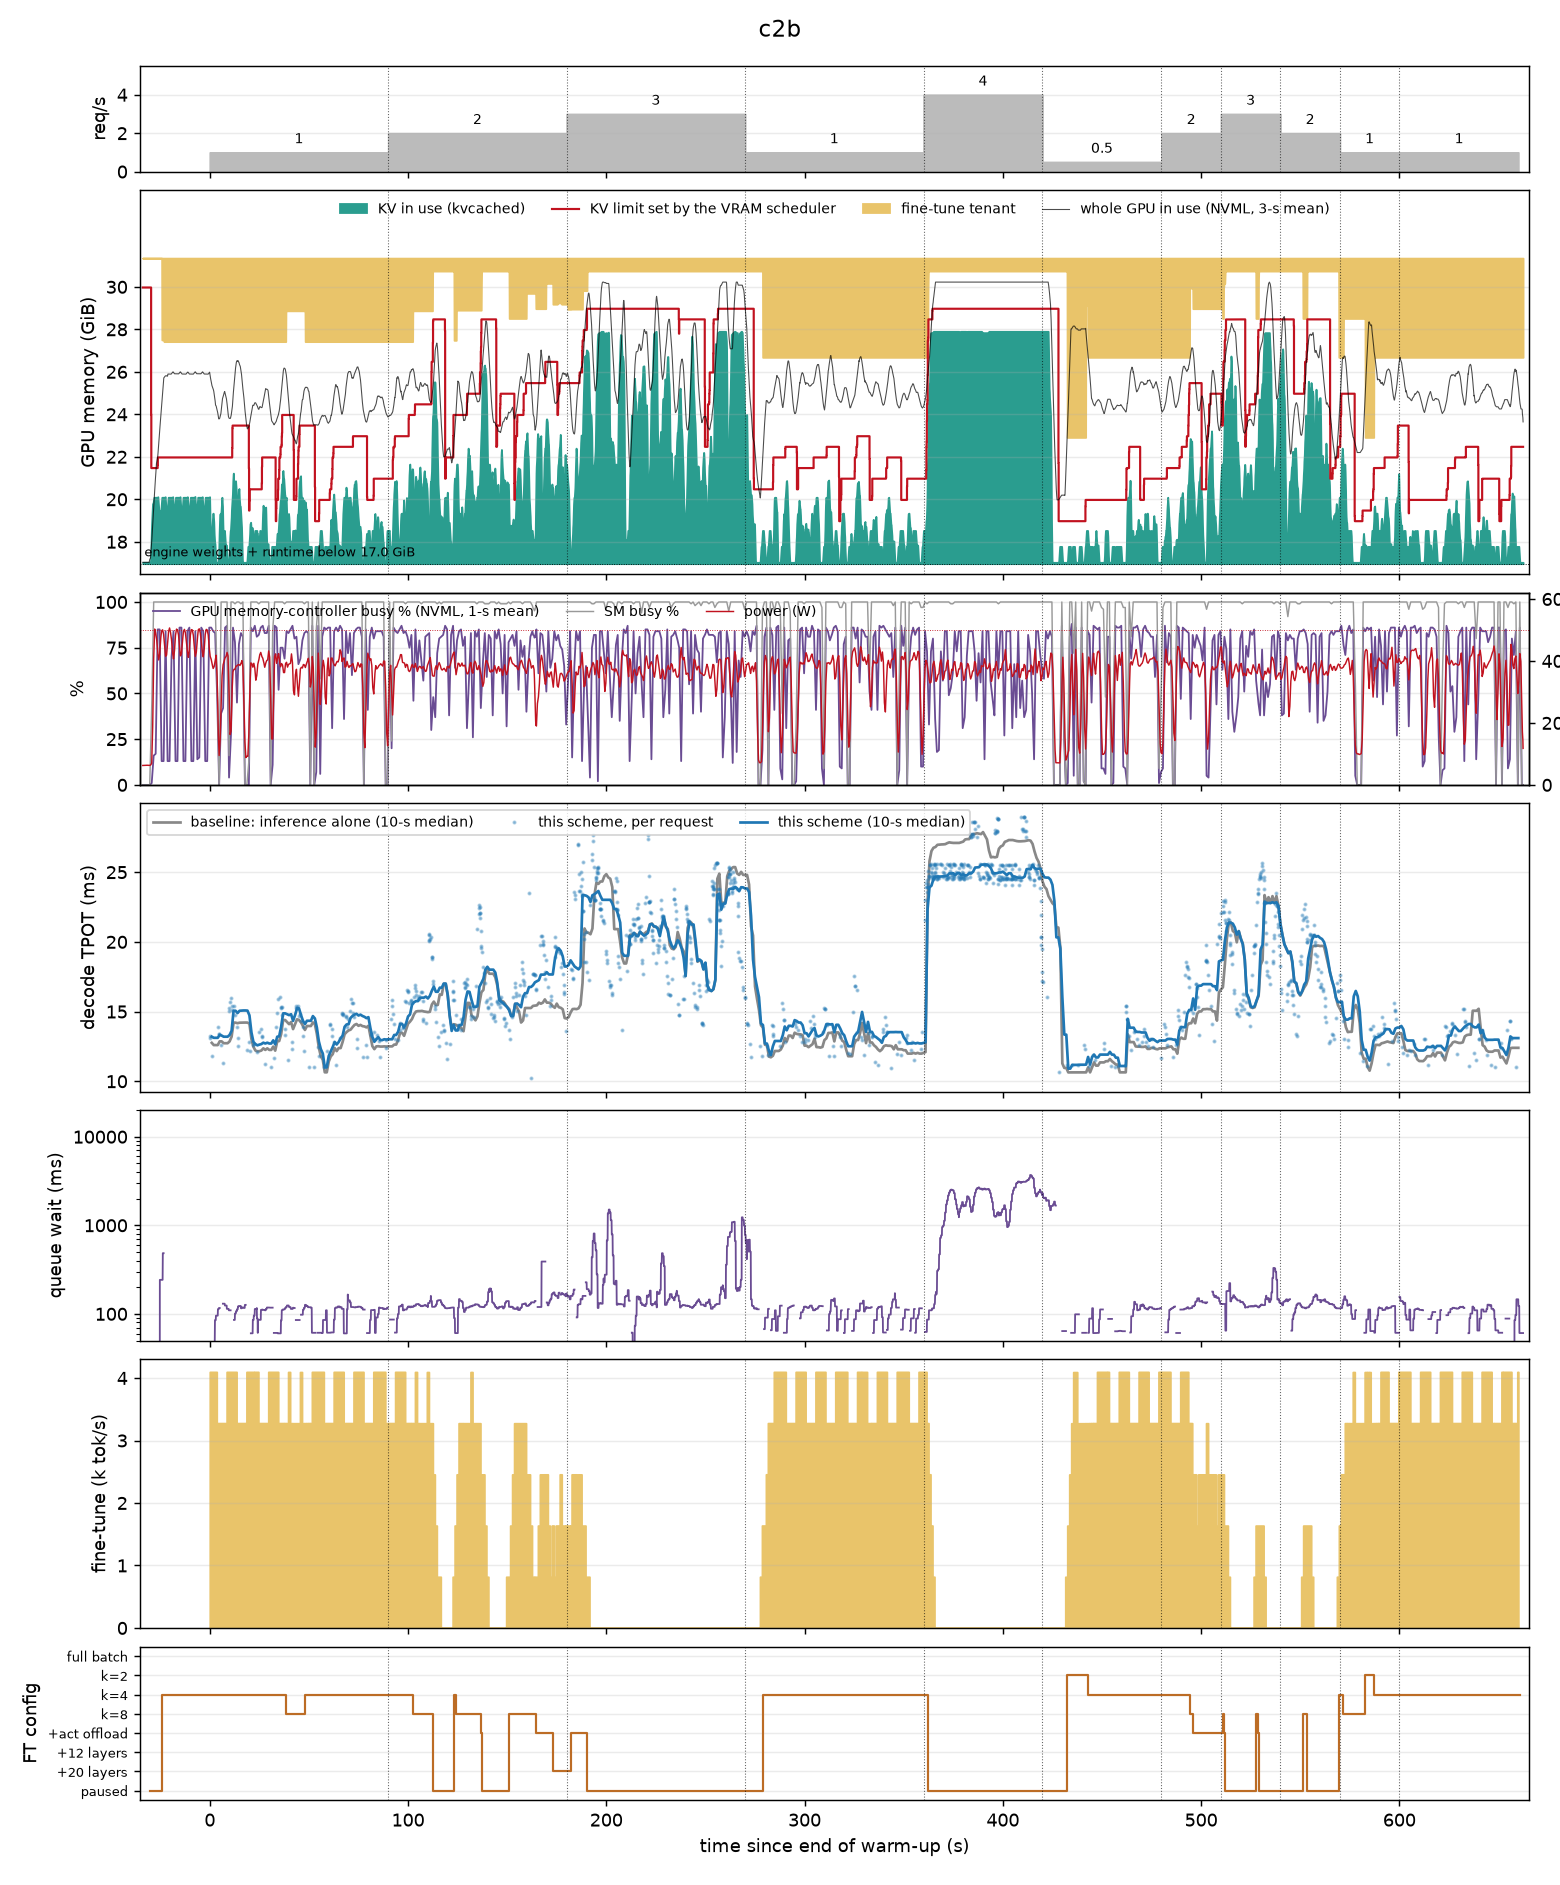 c2b
req/s
4
2
0
1
2
3
1
4
0.5
2
3
2
1
1
GPU memory (GiB)
KV in use (kvcached)
KV limit set by the VRAM scheduler
fine-tune tenant
whole GPU in use (NVML, 3-s mean)
30
28
26
24
22
20
18
engine weights + runtime below 17.0 GiB
%
100
75
50
25
0
GPU memory-controller busy % (NVML, 1-s mean)
SM busy %
power (W)
0
decode TPOT (ms)
baseline: inference alone (10-s median)
this scheme, per request
this scheme (10-s median)
25
20
15
10
queue wait (ms)
10000
1000
100
fine-tune (k tok/s)
4
3
2
1
0
FT config
full batch
k=2
k=4
k=8
+act offload
+12 layers
+20 layers
paused
0
100
200
300
400
500
600
time since end of warm-up (s)